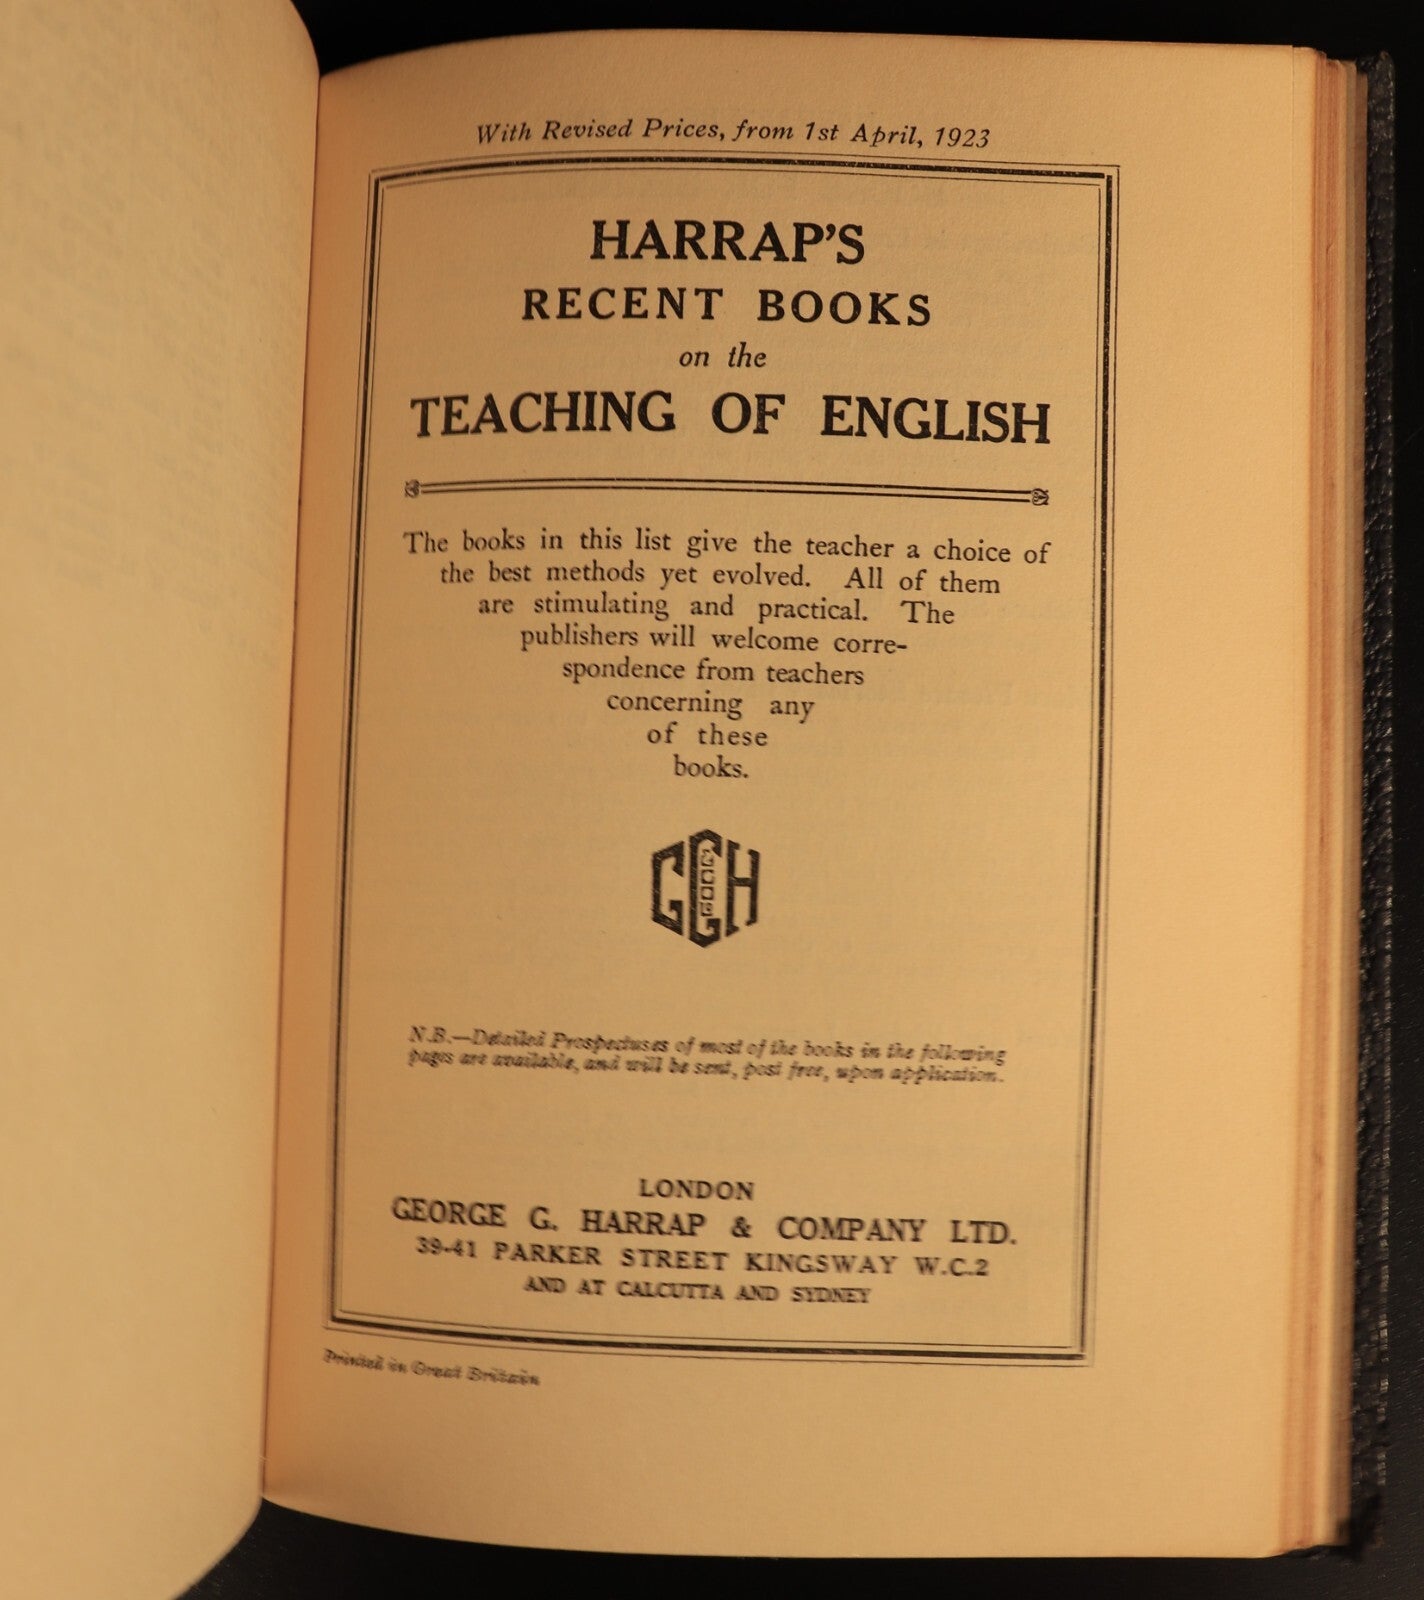 With Revised Prices, from 1st April, 1923
HARRAP'S
RECENT BOOKS
on the
TEACHING OF ENGLISH
The books in this list give the teacher a choice of
the best methods yet evolved. All of them
are stimulating and practical. The
publishers will welcome corre-
spondence from teachers
concerning any
of these
books.
GGH
N.B.—Detailed Prospectuses of most of the books in the following
pages are available, and will be sent, post free, upon application.
LONDON
GEORGE G. HARRAP & COMPANY LTD.
39-41 PARKER STREET KINGSWAY W.C.2
AND AT CALCUTTA AND SYDNEY
Printed in Great Britain